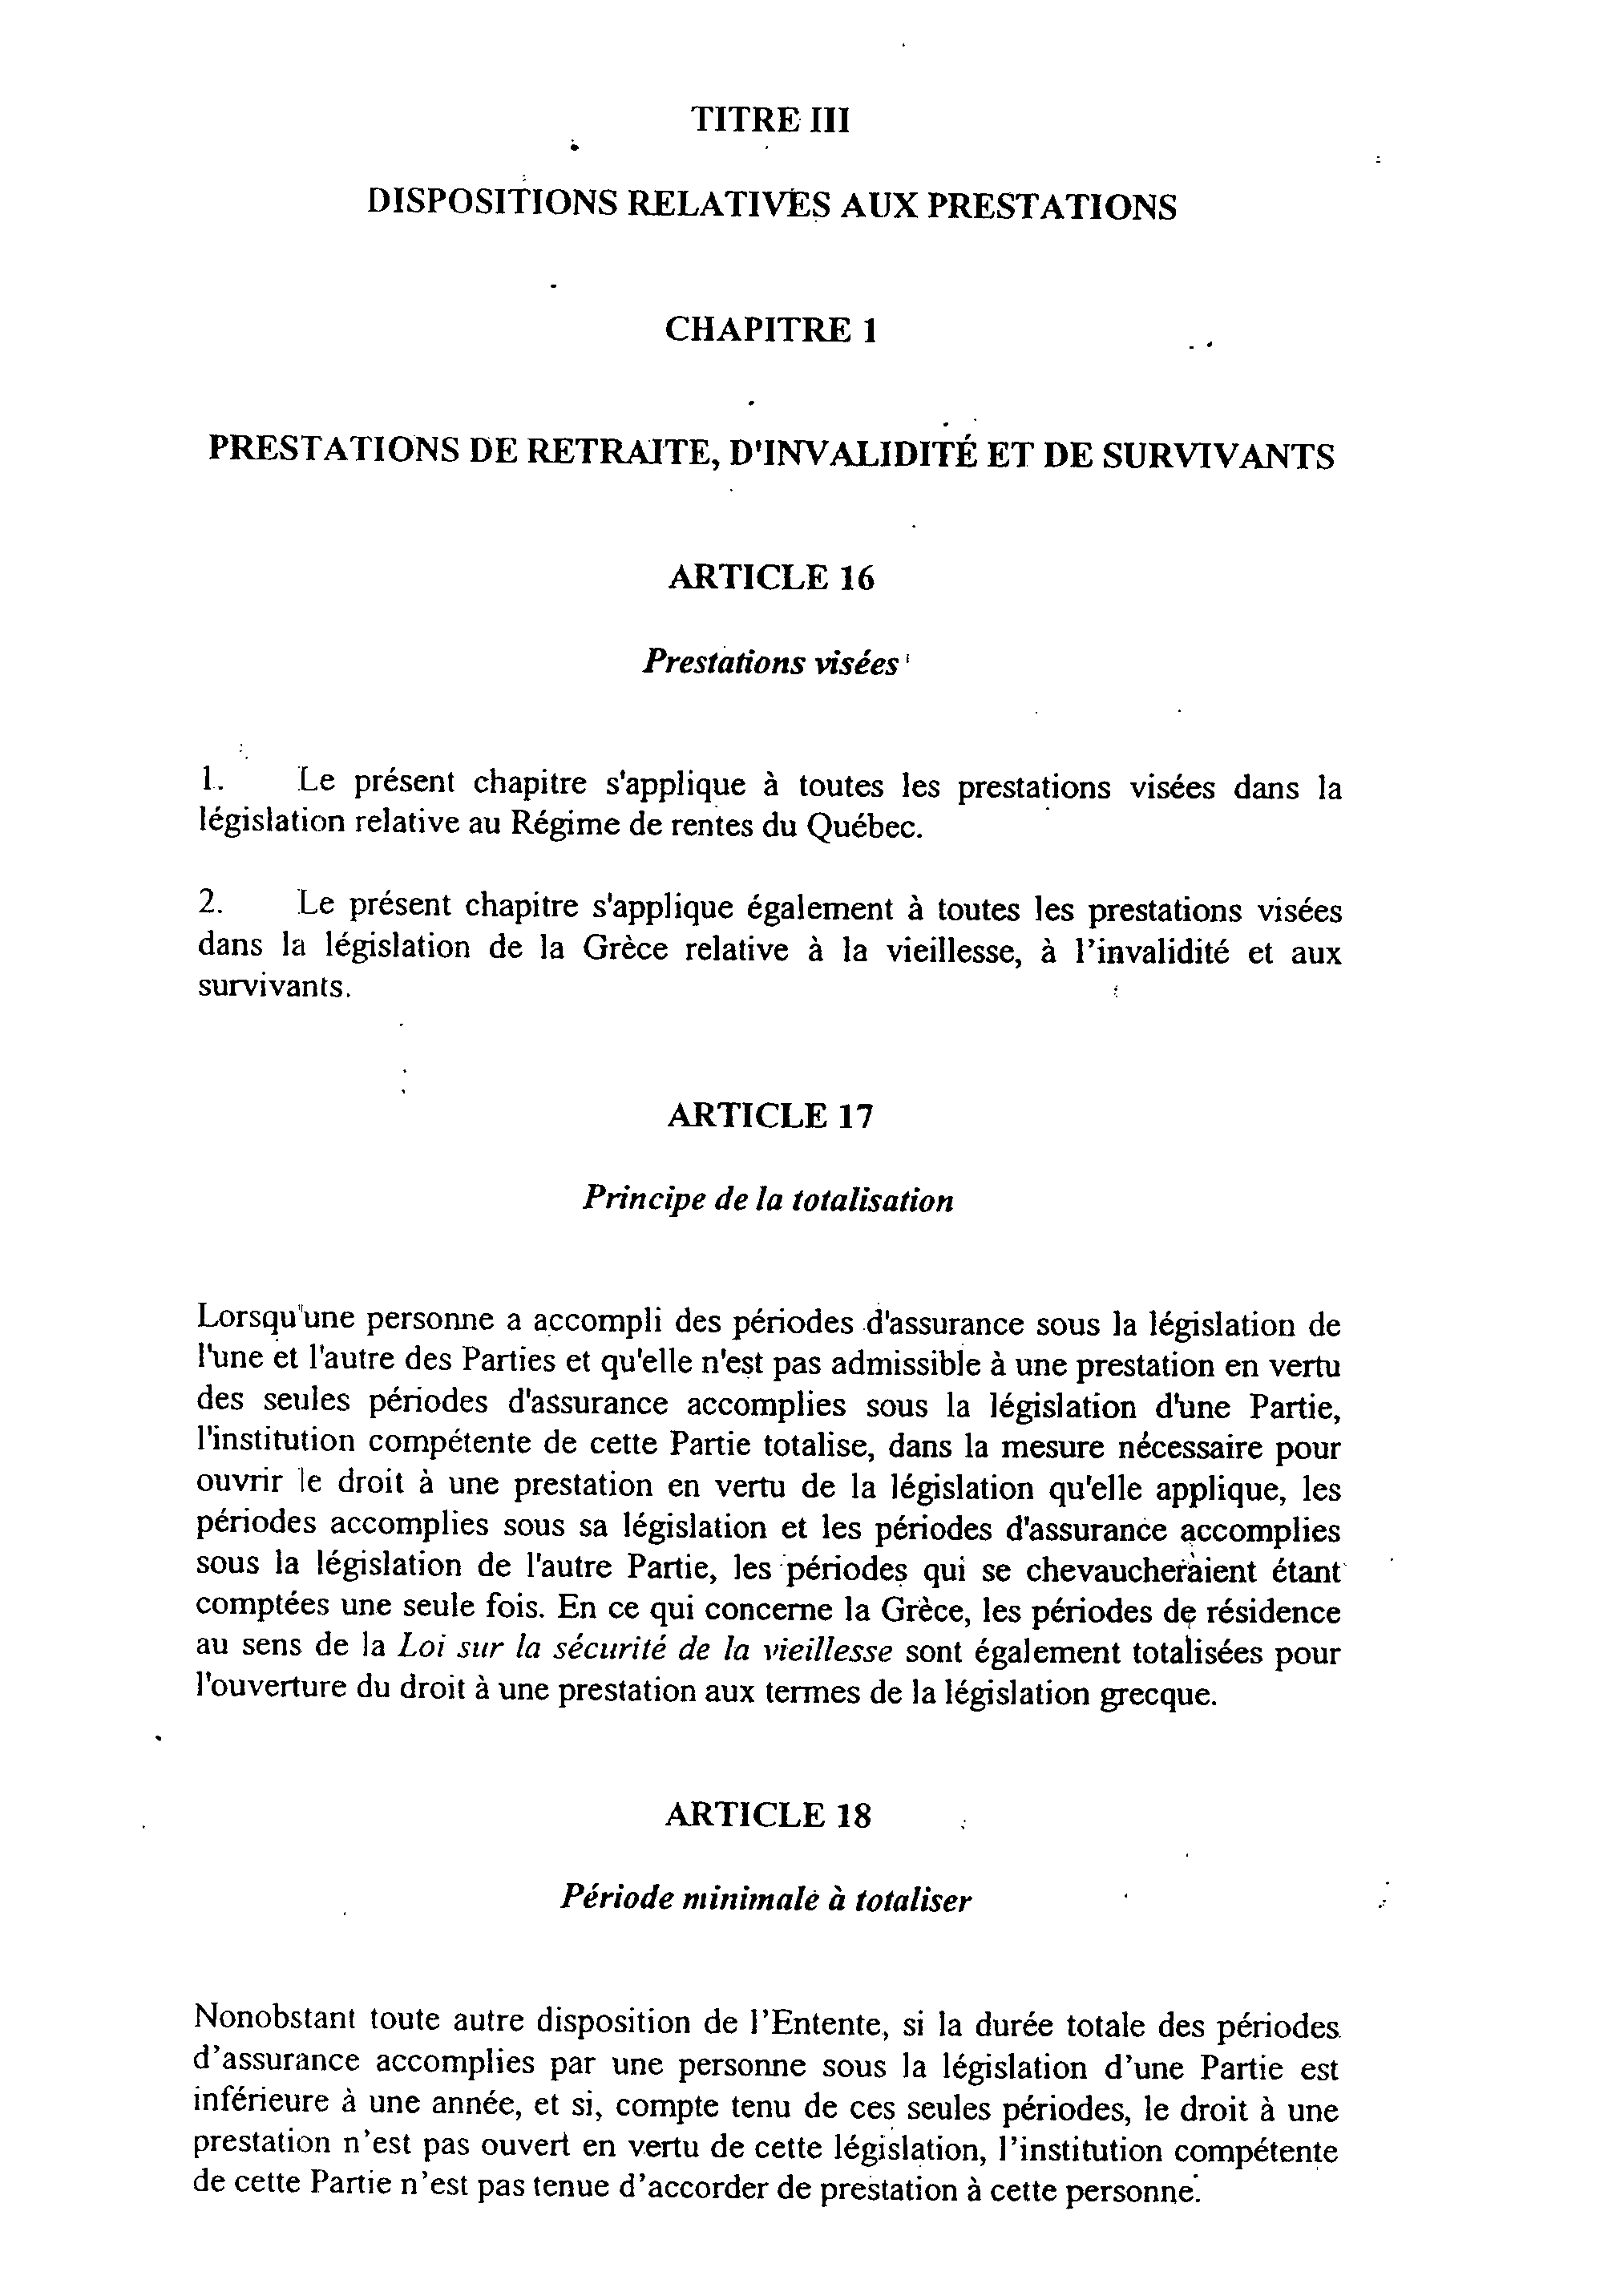 TITRE III
DISPOSITIONS RELATIVES AUX PRESTATIONS
CHAPITRE 1
PRESTATIONS DE RETRAITE, D'INVALIDITÉ ET DE SURVIVANTS
ARTICLE 16
Prestations visées
1. Le présent chapitre s'applique à toutes les prestations visées dans la
législation relative au Régime de rentes du Québec.
2. Le présent chapitre s'applique également à toutes les prestations visées
dans la législation de la Grèce relative à la vieillesse, à l’invalidité et aux
survivants.
ARTICLE 17
Principe de la totalisation
Lorsqu'une personne a accompli des périodes d'assurance sous la législation de
l'une et l'autre des Parties et qu'elle n'est pas admissible à une prestation en vertu
des seules périodes d'assurance accomplies sous la législation d'une Partie,
l'institution compétente de cette Partie totalise, dans la mesure nécessaire pour
ouvrir le droit à une prestation en vertu de la législation qu'elle applique, les
périodes accomplies sous sa législation et les périodes d'assurance accomplies
sous la législation de l'autre Partie, les périodes qui se chevaucheraient étant
comptées une seule fois. En ce qui concerne la Grèce, les périodes de résidence
au sens de la Loi sur la sécurité de la vieillesse sont également totalisées pour
l'ouverture du droit à une prestation aux termes de la législation grecque.
ARTICLE 18
Période minimale à totaliser
Nonobstant toute autre disposition de l’Entente, si la durée totale des périodes
d’assurance accomplies par une personne sous la législation d’une Partie est
inférieure à une année, et si, compte tenu de ces seules périodes, le droit à une
prestation n’est pas ouvert en vertu de cette législation, l’institution compétente
de cette Partie n’est pas tenue d’accorder de prestation à cette personne.